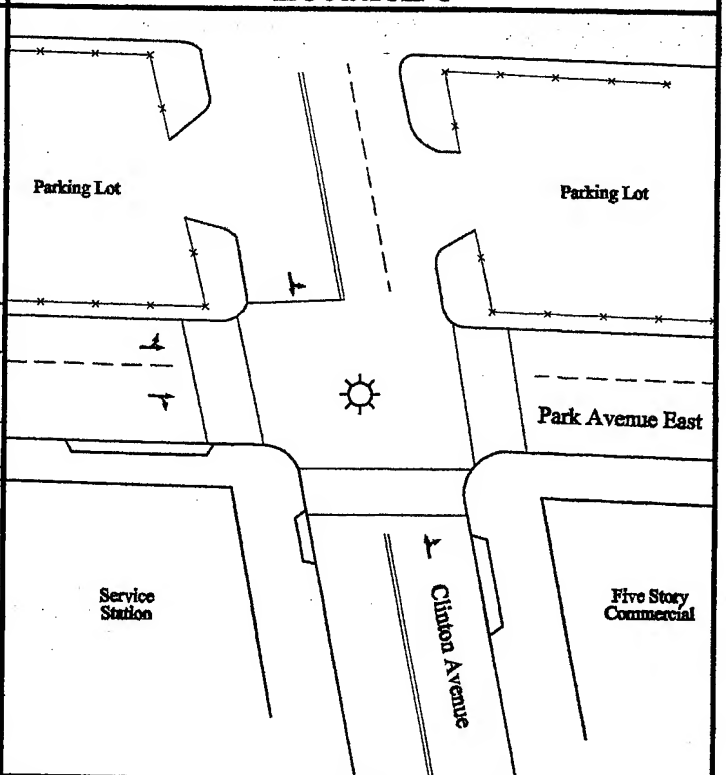 Parking Lot
Parking Lot
Park Avenue East
Service
Station
Clinton Avenue
Five Story
Commercial